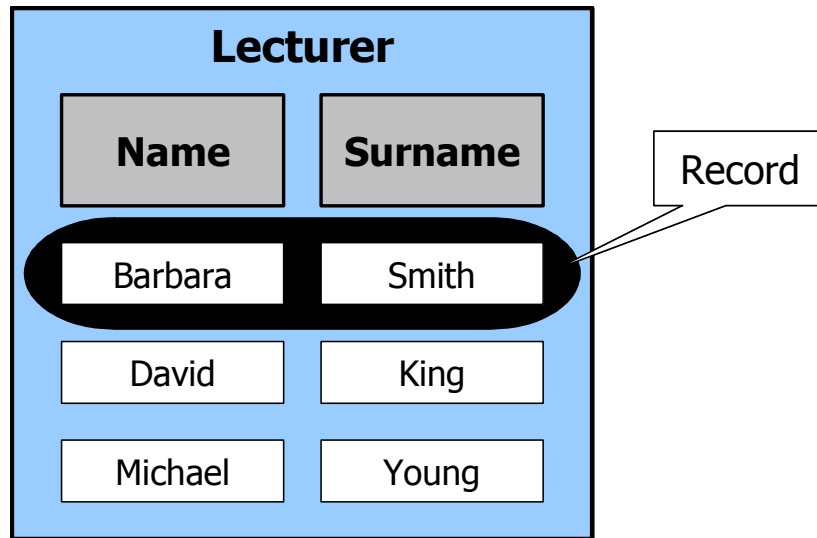 Lecturer
Name Surname
Record
Barbara Smith
David King
Michael Young